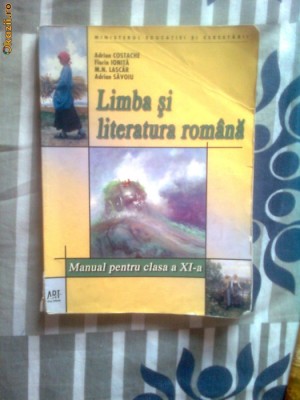 MINISTERUL EDUCAȚIEI ȘI CERCETĂRII
Adrian COSTACHE
Florin IONIȚĂ
M.N. LASCĂR
Adrian SĂVOIU
Limba și
literatura română
Manual pentru clasa a XI-a
ART